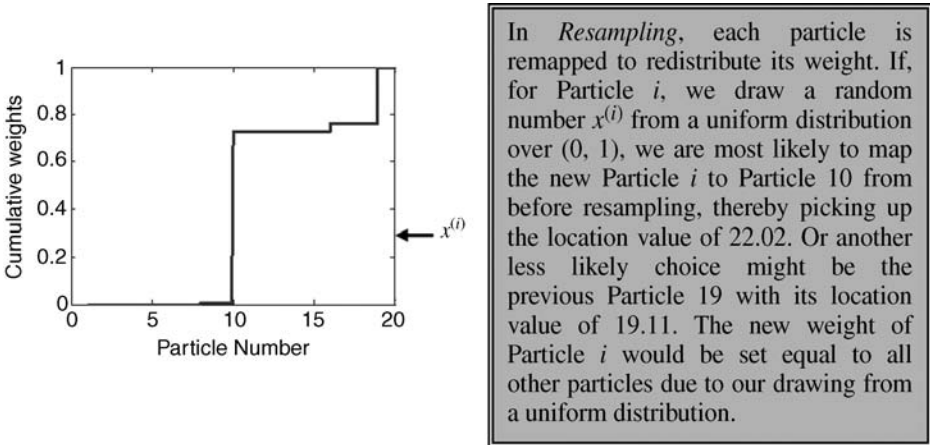 1
0.8
0.6
0.4
0.2
0
0 5 10 15 20
Cumulative weights
Particle Number
x(i)
In Resampling, each particle is
remapped to redistribute its weight. If,
for Particle i, we draw a random
number x(i) from a uniform distribution
over (0, 1), we are most likely to map
the new Particle i to Particle 10 from
before resampling, thereby picking up
the location value of 22.02. Or another
less likely choice might be the
previous Particle 19 with its location
value of 19.11. The new weight of
Particle i would be set equal to all
other particles due to our drawing from
a uniform distribution.